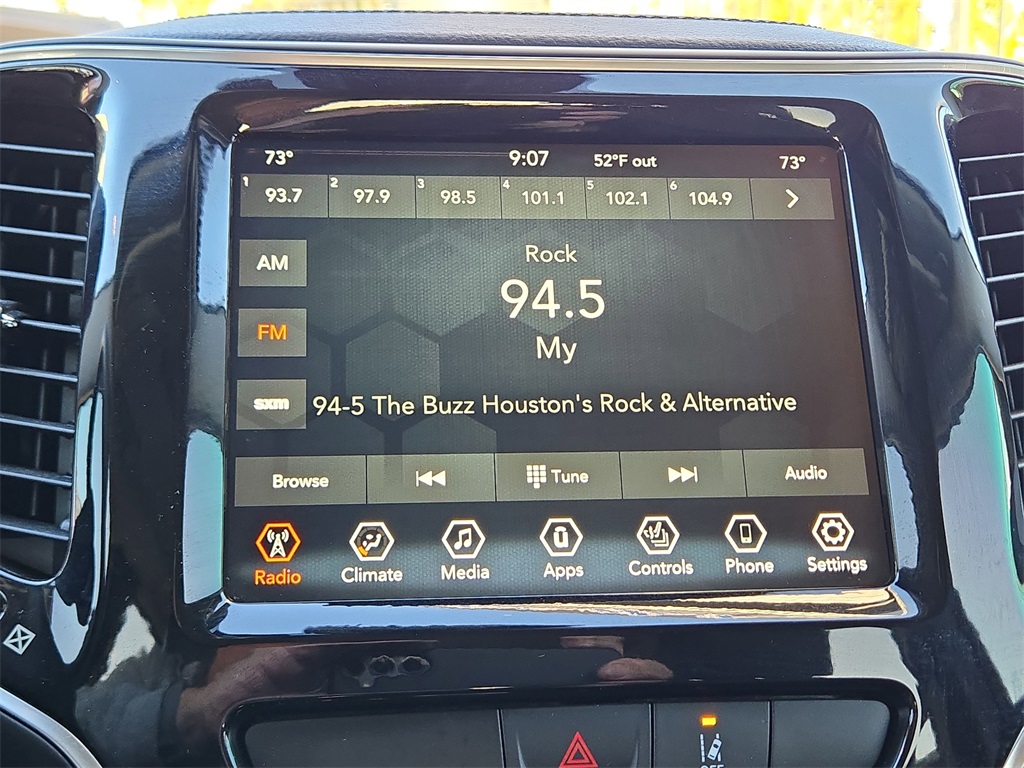 73° 9:07 52°F out 73°
1 93.7 2 97.9 3 98.5 4 101.1 5 102.1 6 104.9
AM
Rock
94.5
FM
My
sxm
94-5 The Buzz Houston's Rock & Alternative
Browse Tune Audio
Radio Climate Media Apps Controls Phone Settings
OFF